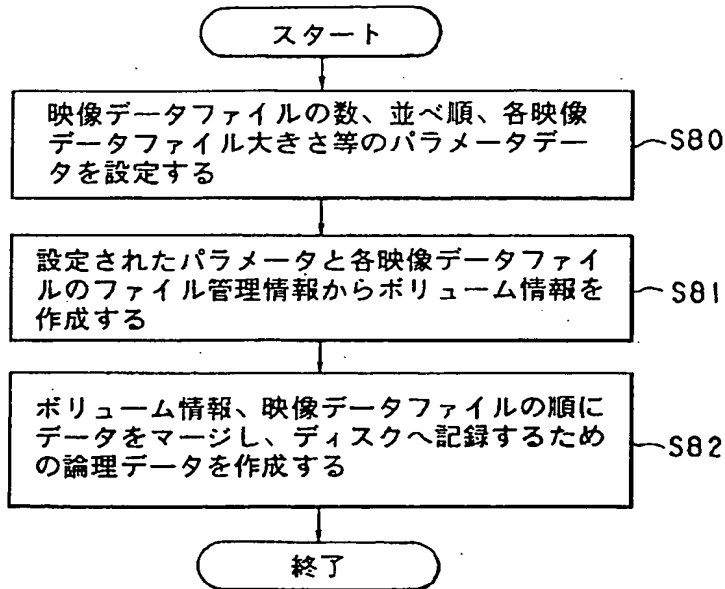 スタート
映像データファイルの数、並べ順、各映像
データファイル大きさ等のパラメータデー
タを設定する
S80
設定されたパラメータと各映像データファイ
ルのファイル管理情報からボリューム情報を
作成する
S81
ボリューム情報、映像データファイルの順に
データをマージし、ディスクへ記録するため
の論理データを作成する
S82
終了